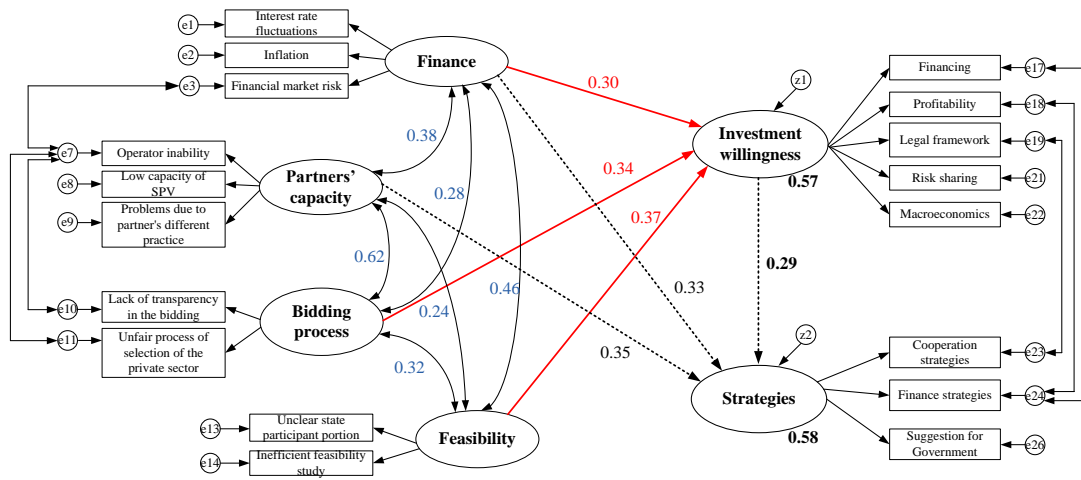 e1
Interest rate
fluctuations
e2
Inflation
e3
Financial market risk
Finance
0.30
z1
Investment
willingness
0.57
Financing
e17
Profitability
e18
Legal framework
e19
Risk sharing
e21
Macroeconomics
e22
0.38
e7
Operator inability
e8
Low capacity
of SPV
e9
Problems due to
partner's different
practice
Partners'
capacity
0.28
0.34
0.37
0.62
0.46
0.29
0.33
0.24
e10
Lack of transparency
in the bidding
e11
Unfair process of
selection of the
private sector
Bidding
process
0.35
0.32
z2
Strategies
0.58
Cooperation
strategies
e23
Finance strategies
e24
Suggestion for
Government
e26
e13
Unclear state
participant portion
e14
Inefficient feasibility
study
Feasibility